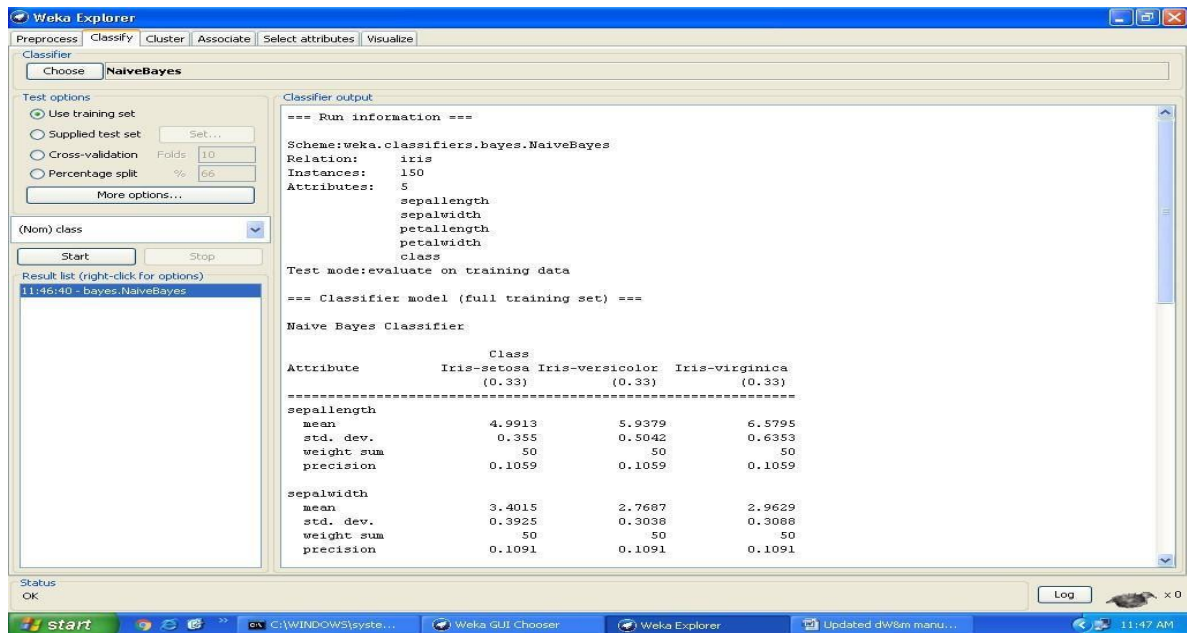 Weka Explorer
Preprocess Classify Cluster Associate Select attributes Visualize
Classifier
Choose NaiveBayes
Test options
Use training set
Supplied test set Set...
Cross-validation Folds 10
Percentage split % 66
More options...
(Nom) class
Start Stop
Result list (right-click for options)
11:46:40 - bayes.NaiveBayes
Classifier output
=== Run information ===
Scheme:weka.classifiers.bayes.NaiveBayes
Relation: iris
Instances: 150
Attributes: 5
sepallength
sepalwidth
petallength
petalwidth
class
Test mode:evaluate on training data
=== Classifier model (full training set) ===
Naive Bayes Classifier
Class
Attribute Iris-setosa Iris-versicolor Iris-virginica
(0.33) (0.33) (0.33)
===============================================================
sepallength
mean 4.9913 5.9379 6.5795
std. dev. 0.355 0.5042 0.6353
weight sum 50 50 50
precision 0.1059 0.1059 0.1059
sepalwidth
mean 3.4015 2.7687 2.9629
std. dev. 0.3925 0.3038 0.3088
weight sum 50 50 50
precision 0.1091 0.1091 0.1091
Status
OK
Log x 0
start C:\WINDOWS\syste... Weka GUI Chooser Weka Explorer Updated dW&m manu... 11:47 AM